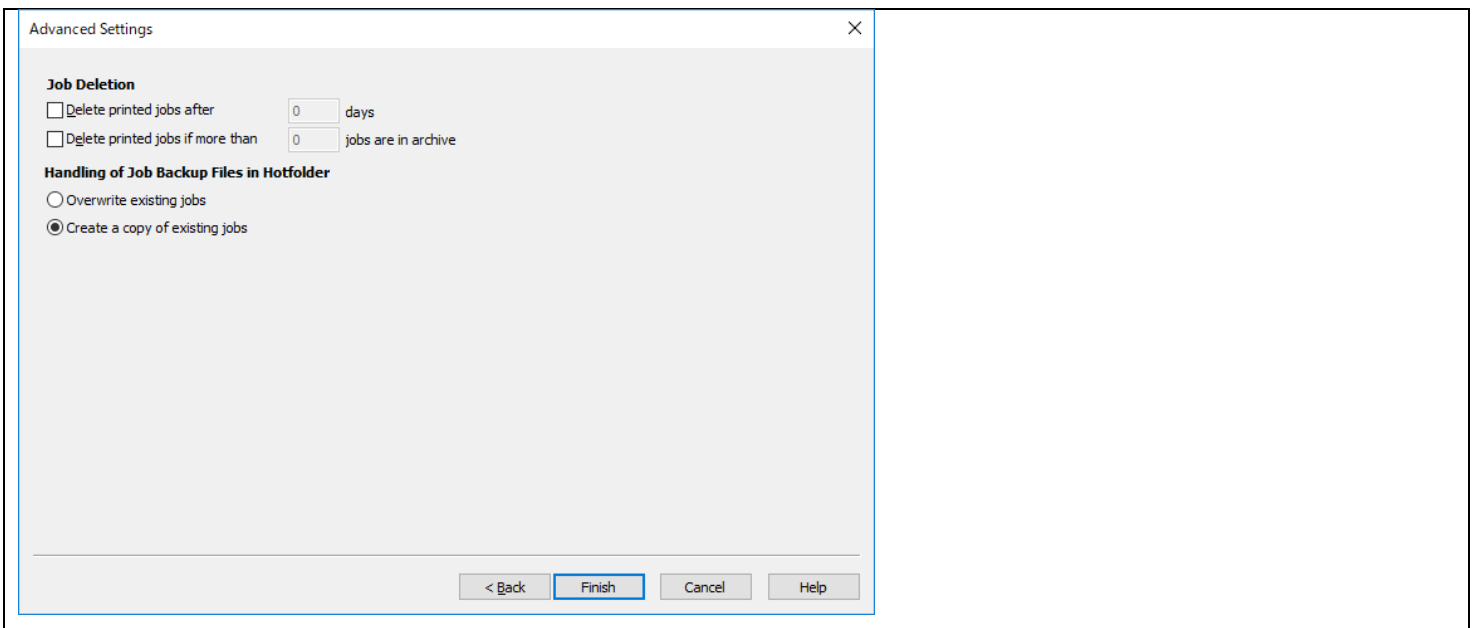 Advanced Settings
Job Deletion
Delete printed jobs after 0 days
Delete printed jobs if more than 0 jobs are in archive
Handling of Job Backup Files in Hotfolder
Overwrite existing jobs
Create a copy of existing jobs
< Back Finish Cancel Help